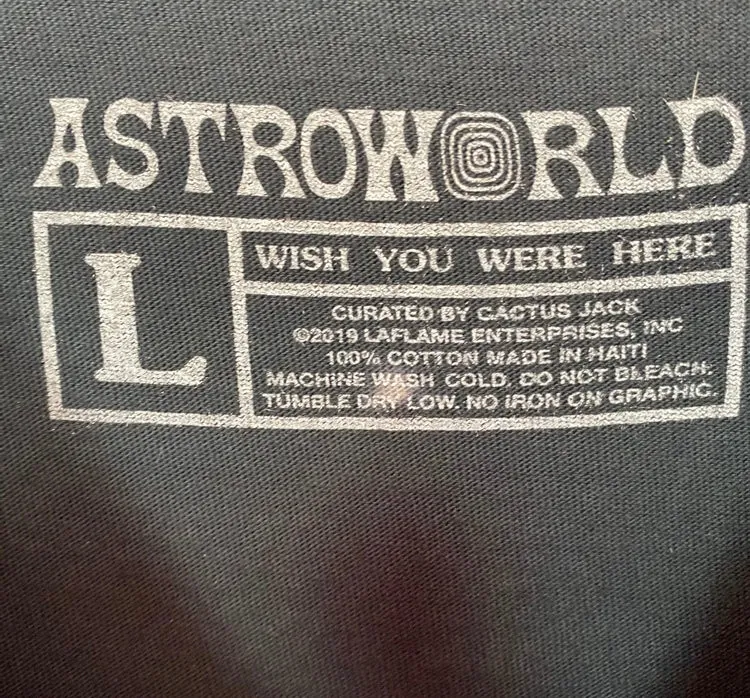 ASTROWORLD
L
WISH YOU WERE HERE
CURATED BY CACTUS JACK
©2019 LAFLAME ENTERPRISES, INC
100% COTTON MADE IN HAITI
MACHINE WASH COLD. DO NOT BLEACH.
TUMBLE DRY LOW. NO IRON ON GRAPHIC.